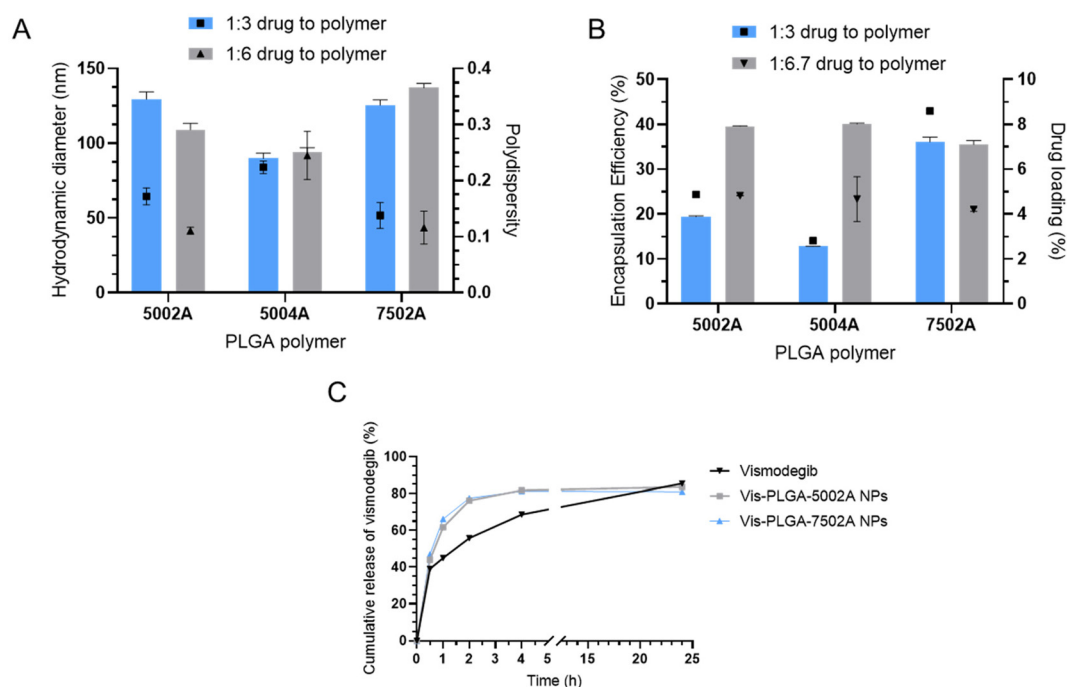 A
1:3 drug to polymer
1:6 drug to polymer
Hydrodynamic diameter (nm)
150
100
50
0
0.4
0.3
0.2
0.1
0.0
Polydispersity
5002A 5004A 7502A
PLGA polymer
B
1:3 drug to polymer
1:6.7 drug to polymer
Encapsulation Efficiency (%)
50
40
30
20
10
0
10
8
6
4
2
0
Drug loading (%)
5002A 5004A 7502A
PLGA polymer
C
Cumulative release of vismodegib (%)
100
80
60
40
20
0
0 1 2 3 4 5 15 20 25
Time (h)
Vismodegib
Vis-PLGA-5002A NPs
Vis-PLGA-7502A NPs